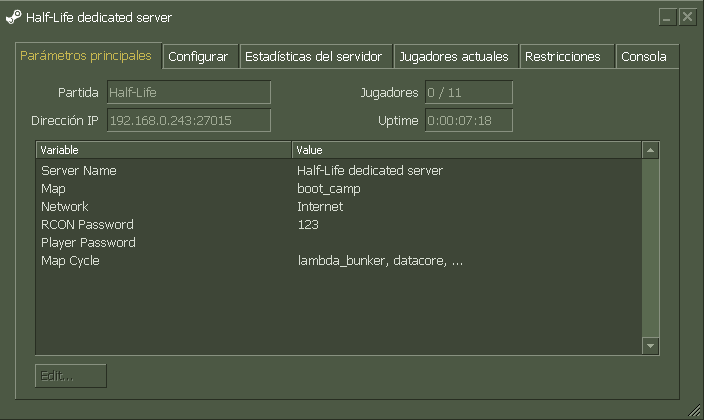 Half-Life dedicated server
Parámetros principales Configurar Estadísticas del servidor Jugadores actuales Restricciones Consola
Partida Half-Life Jugadores 0 / 11
Dirección IP 192.168.0.243:27015 Uptime 0:00:07:18
Variable Value
Server Name Half-Life dedicated server
Map boot_camp
Network Internet
RCON Password 123
Player Password
Map Cycle lambda_bunker, datacore, ...
Edit...